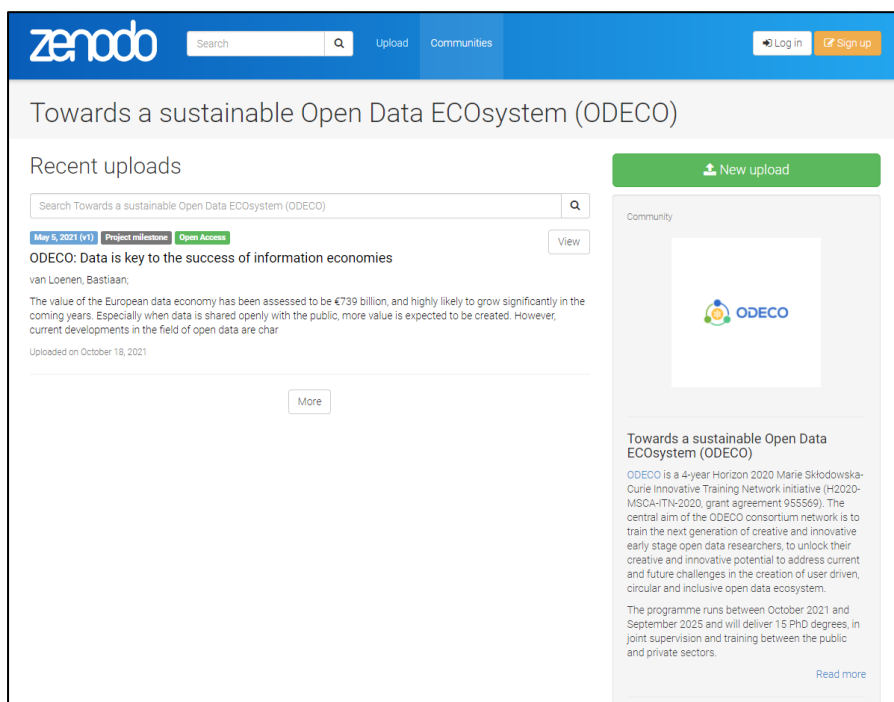 zenodo
Search
Upload
Communities
Log in
Sign up
Towards a sustainable Open Data ECOsystem (ODECO)
Recent uploads
Search Towards a sustainable Open Data ECOsystem (ODECO)
May 5, 2021 (v1) Project milestone Open Access
View
ODECO: Data is key to the success of information economies
van Loenen, Bastiaan;
The value of the European data economy has been assessed to be €739 billion, and highly likely to grow significantly in the
coming years. Especially when data is shared openly with the public, more value is expected to be created. However,
current developments in the field of open data are char
Uploaded on October 18, 2021
More
New upload
Community
ODECO
Towards a sustainable Open Data
ECOsystem (ODECO)
ODECO is a 4-year Horizon 2020 Marie Skłodowska-
Curie Innovative Training Network initiative (H2020-
MSCA-ITN-2020, grant agreement 955569). The
central aim of the ODECO consortium network is to
train the next generation of creative and innovative
early stage open data researchers, to unlock their
creative and innovative potential to address current
and future challenges in the creation of user driven,
circular and inclusive open data ecosystem.
The programme runs between October 2021 and
September 2025 and will deliver 15 PhD degrees, in
joint supervision and training between the public
and private sectors.
Read more